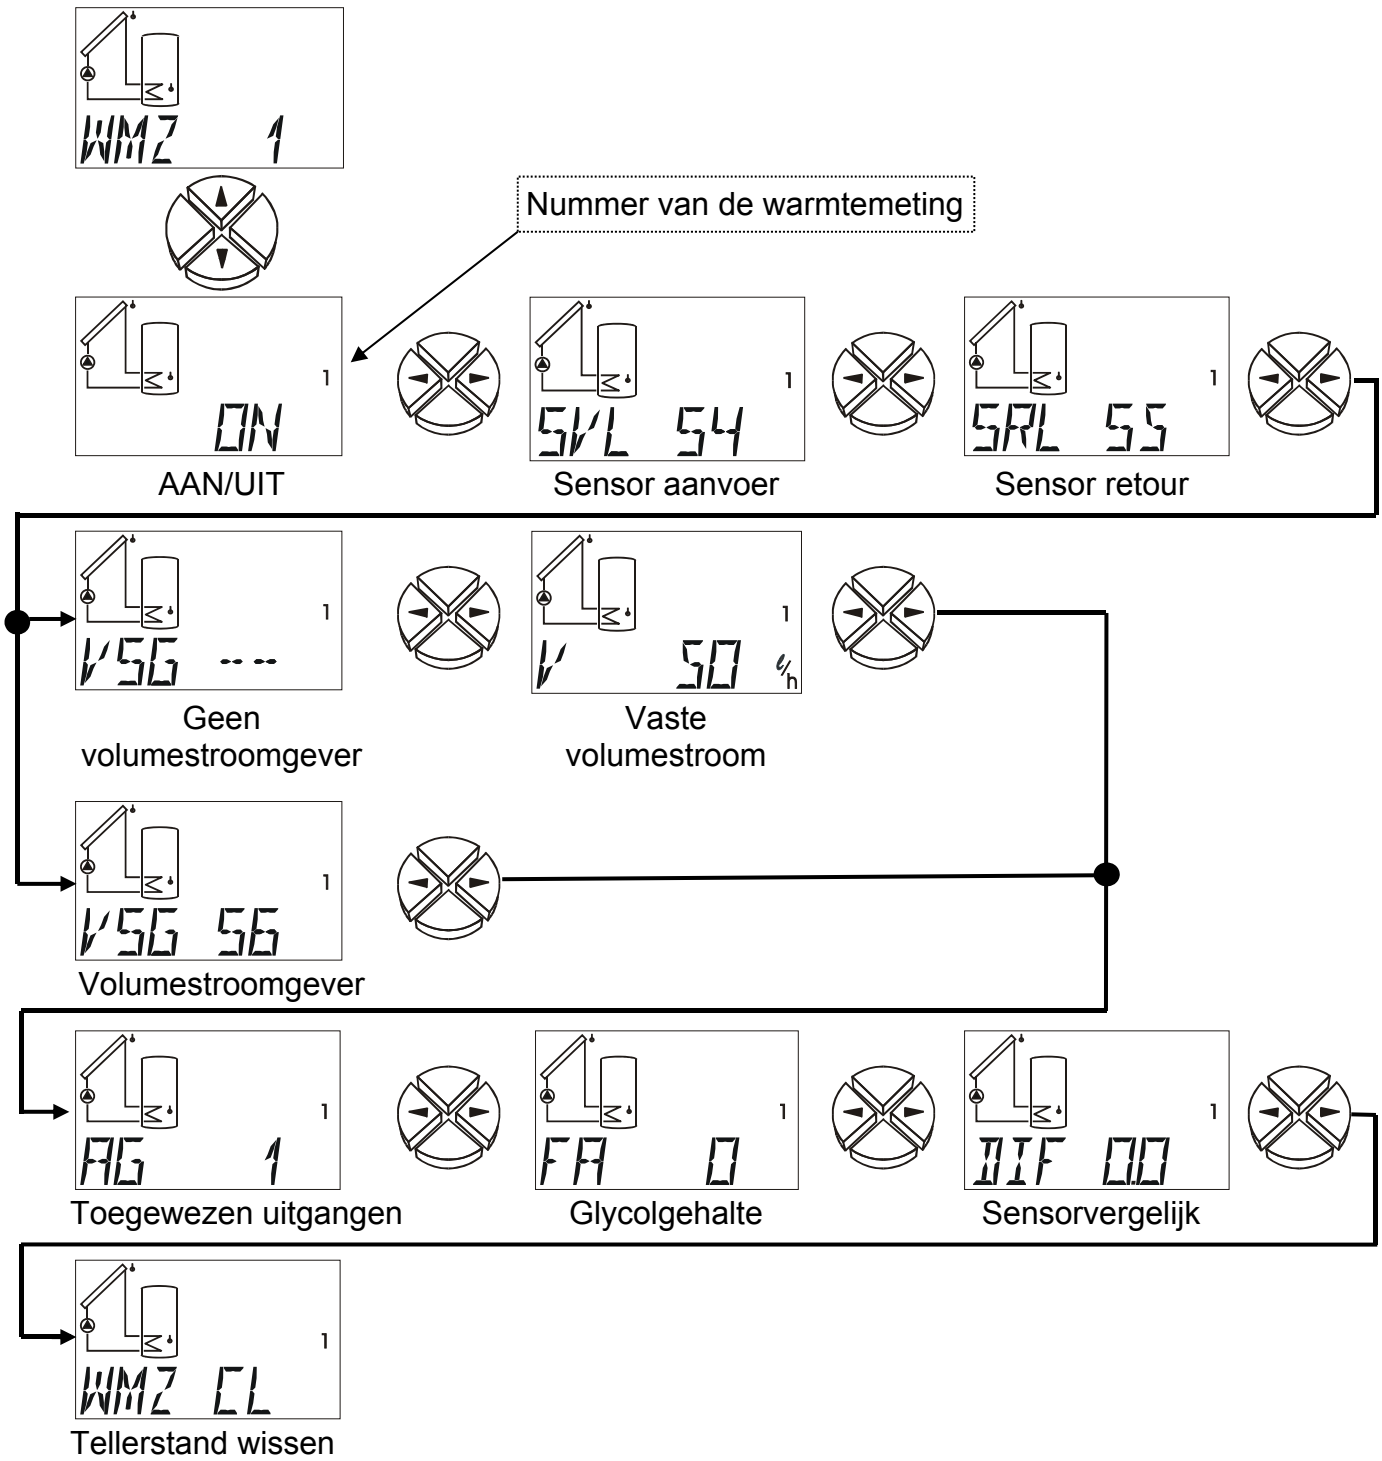 WMZ 1
Nummer van de warmtemeting
1
ON
AAN/UIT
1
SVL S4
Sensor aanvoer
1
SRL S5
Sensor retour
1
VSG --
Geen
volumestroomgever
1
V 50 l/h
Vaste
volumestroom
1
VSG S6
Volumestroomgever
1
AG 1
Toegewezen uitgangen
1
FA 0
Glycolgehalte
1
DIF 0.0
Sensorvergelijk
1
WMZ CL
Tellerstand wissen